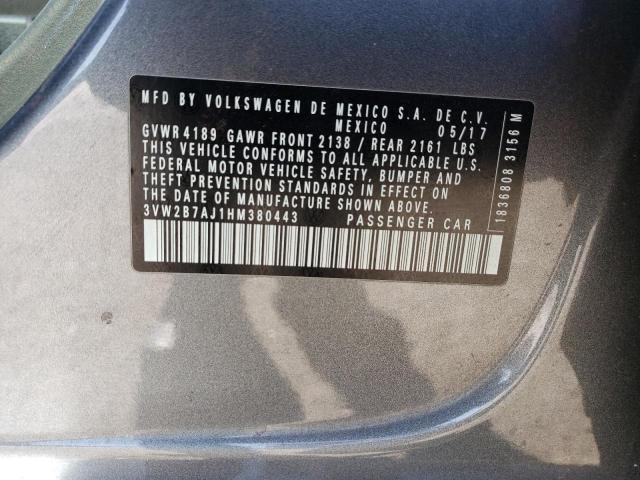 MFD BY VOLKSWAGEN DE MEXICO S.A. DE C.V.
MEXICO 05/17
GVWR 4189 GAWR FRONT 2138 / REAR 2161 LBS
THIS VEHICLE CONFORMS TO ALL APPLICABLE U.S.
FEDERAL MOTOR VEHICLE SAFETY, BUMPER AND
THEFT PREVENTION STANDARDS IN EFFECT ON
THE DATE OF MANUFACTURE SHOWN ABOVE.
3VW2B7AJ1HM380443 PASSENGER CAR
1836808 3156 M